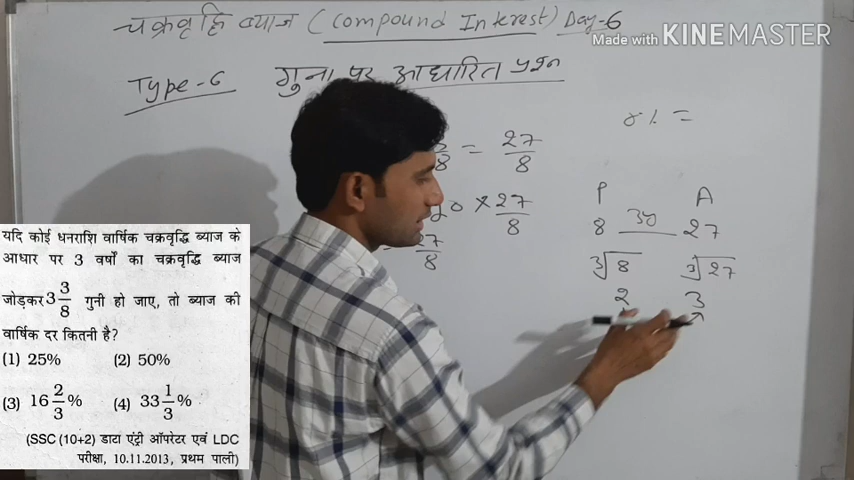 चक्रवृद्धि ब्याज (Compound Interest) Day-6
Made with KINEMASTER
Type-6 गुना पर आधारित प्रश्न
8 = 27/8
× 27/8
8
r% =
P A
8 3y 27
∛8 ∛27
2 3
यदि कोई धनराशि वार्षिक चक्रवृद्धि ब्याज के
आधार पर 3 वर्षों का चक्रवृद्धि ब्याज
जोड़कर 3 3/8 गुनी हो जाए, तो ब्याज की
वार्षिक दर कितनी है?
(1) 25% (2) 50%
(3) 16 2/3 % (4) 33 1/3 %
(SSC (10+2) डाटा एंट्री ऑपरेटर एवं LDC
परीक्षा, 10.11.2013, प्रथम पाली)